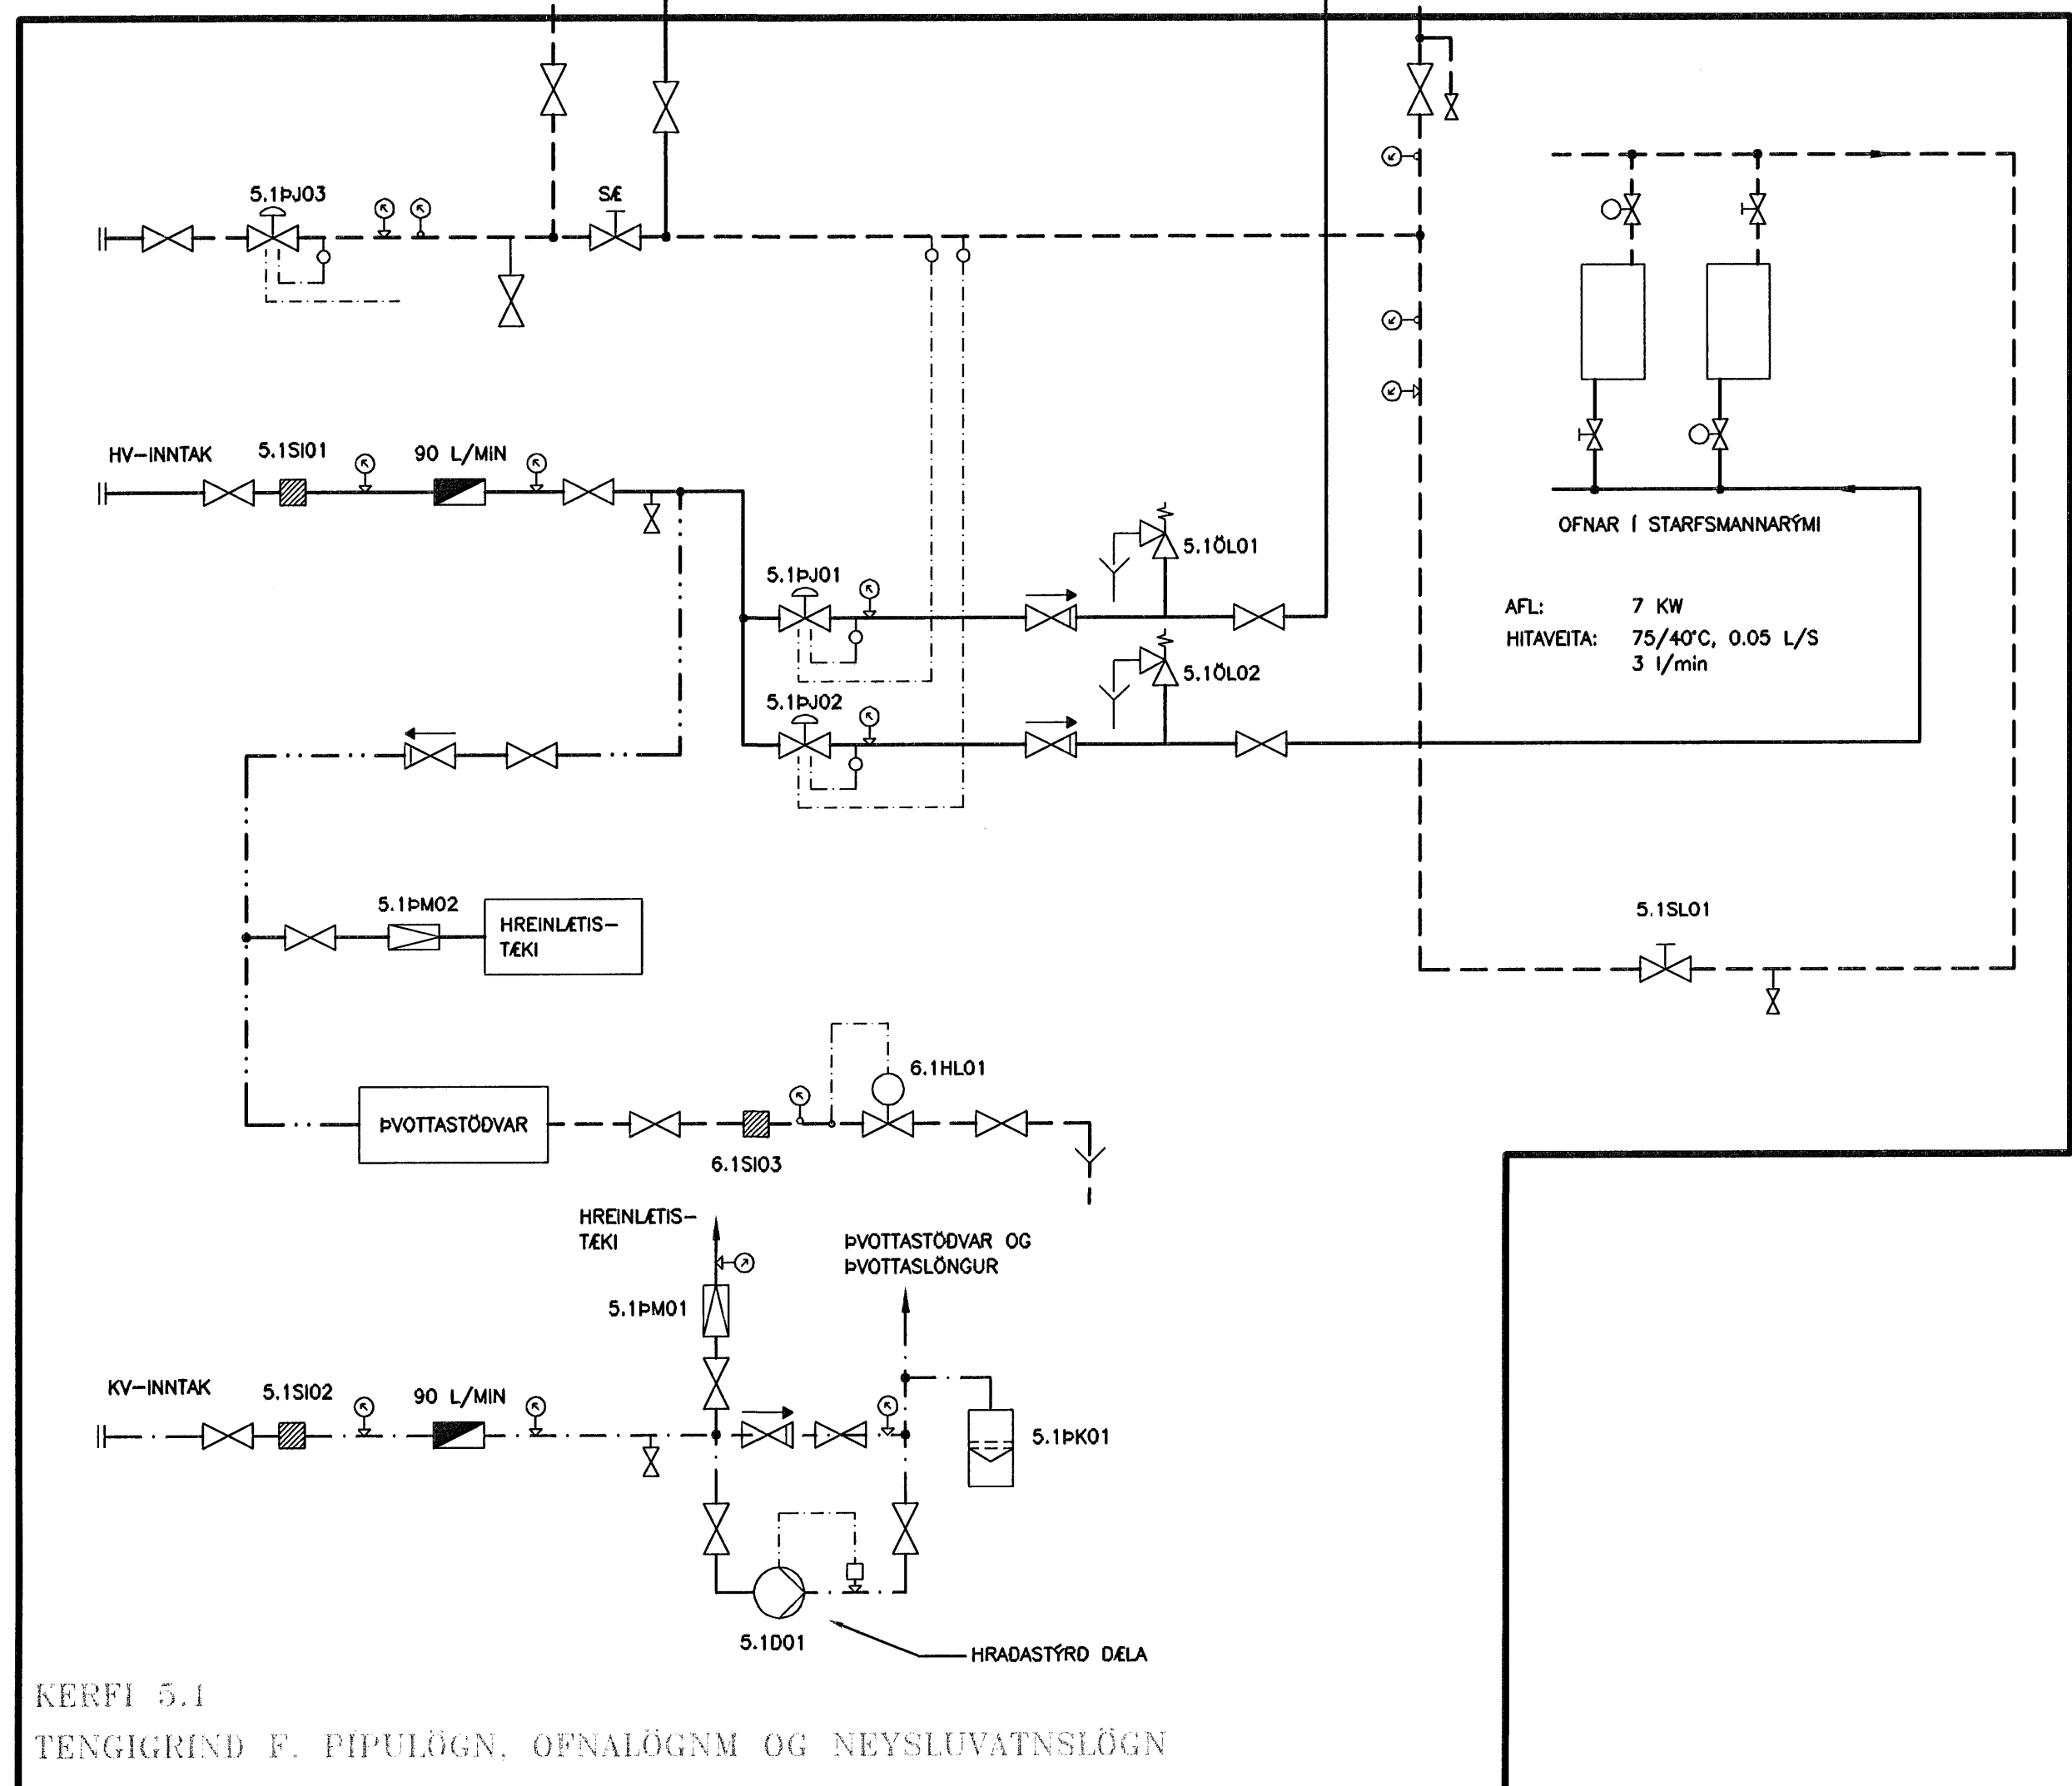 5.1ÞJ03
SÆ
HV-INNTAK
5.1SI01
90 L/MIN
OFNAR Í STARFSMANNARÝMI
5.1ÖL01
5.1ÞJ01
AFL: 7 KW
HITAVEITA: 75/40°C, 0.05 L/S
3 l/min
5.1ÖL02
5.1ÞJ02
5.1ÞM02
HREINLÆTIS-
TÆKI
5.1SL01
6.1HL01
ÞVOTTASTÖÐVAR
6.1SI03
HREINLÆTIS-
TÆKI
ÞVOTTASTÖÐVAR OG
ÞVOTTASLÖNGUR
5.1ÞM01
KV-INNTAK
5.1SI02
90 L/MIN
5.1ÞK01
5.1D01
HRAÐASTÝRÐ DÆLA
KERFI 5.1
TENGIGRIND F. PÍPULÖGN, OFNALÖGNM OG NEYSLUVATNSLÖGN